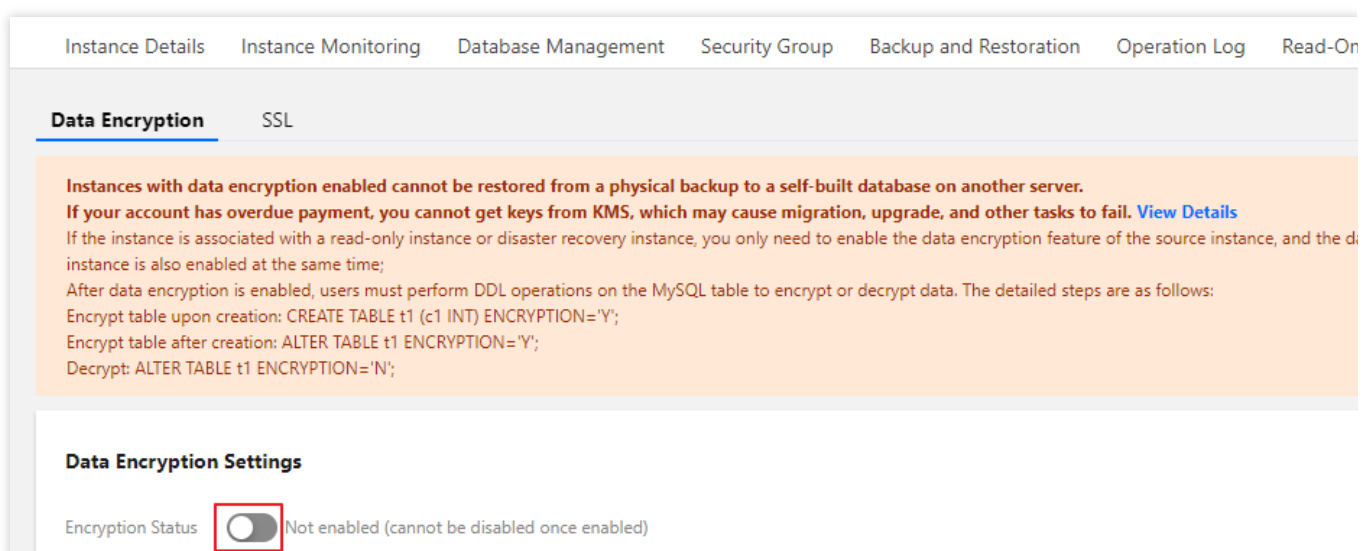 Instance Details Instance Monitoring Database Management Security Group Backup and Restoration Operation Log Read-On
Data Encryption SSL
Instances with data encryption enabled cannot be restored from a physical backup to a self-built database on another server.
If your account has overdue payment, you cannot get keys from KMS, which may cause migration, upgrade, and other tasks to fail. View Details
If the instance is associated with a read-only instance or disaster recovery instance, you only need to enable the data encryption feature of the source instance, and the da
instance is also enabled at the same time;
After data encryption is enabled, users must perform DDL operations on the MySQL table to encrypt or decrypt data. The detailed steps are as follows:
Encrypt table upon creation: CREATE TABLE t1 (c1 INT) ENCRYPTION='Y';
Encrypt table after creation: ALTER TABLE t1 ENCRYPTION='Y';
Decrypt: ALTER TABLE t1 ENCRYPTION='N';
Data Encryption Settings
Encryption Status Not enabled (cannot be disabled once enabled)